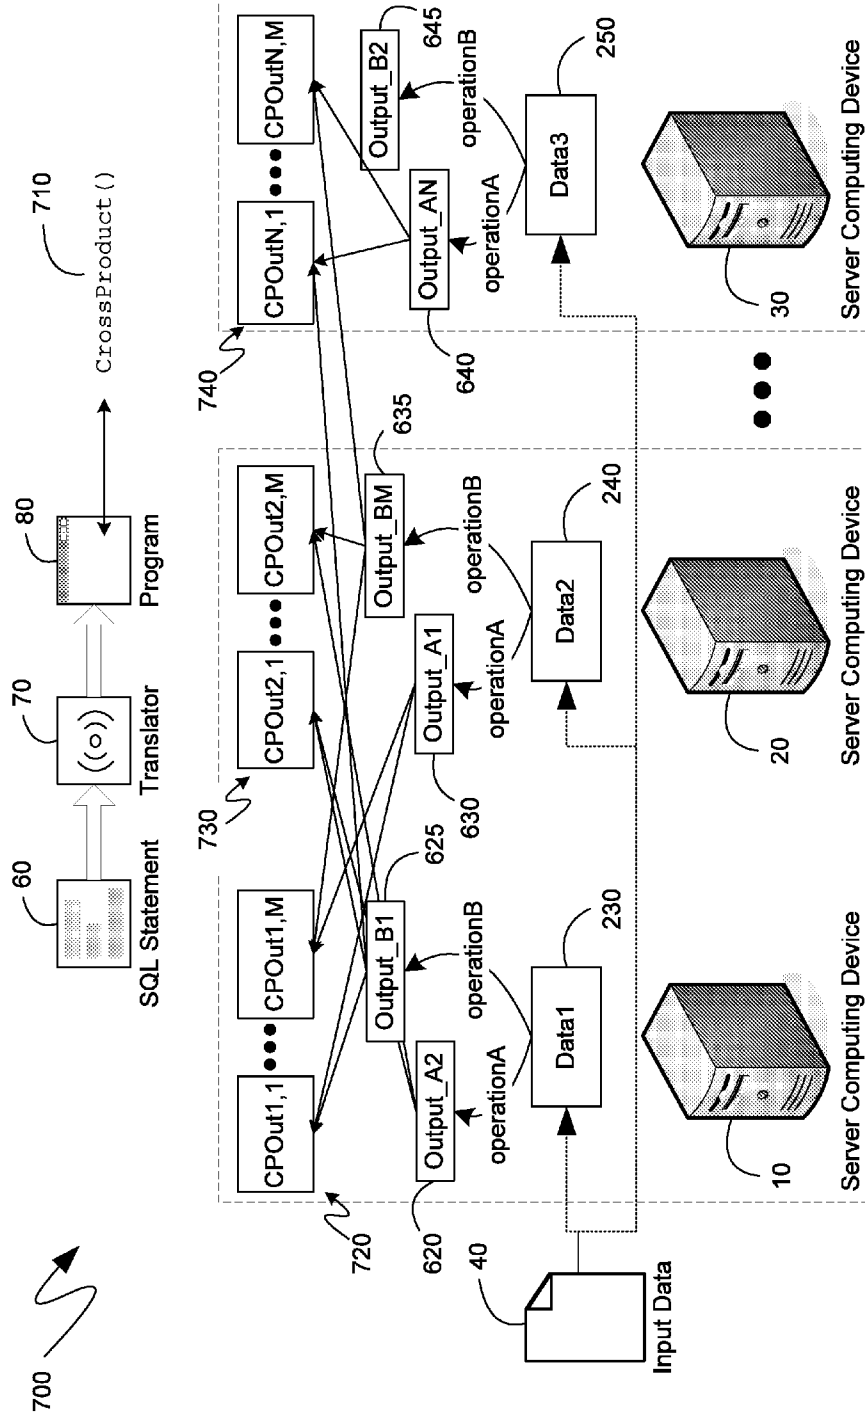 700
60
70
80
710
SQL Statement
Translator
Program
CrossProduct()
720
730
740
CPOut1,1
CPOut1,M
CPOut2,1
CPOut2,M
CPOutN,1
CPOutN,M
620
Output_A2
Output_B1
625
630
Output_A1
Output_BM
635
640
Output_AN
Output_B2
645
operationA
operationB
operationA
operationB
operationA
operationB
40
Input Data
Data1
230
Data2
240
Data3
250
10
20
30
Server Computing Device
Server Computing Device
Server Computing Device